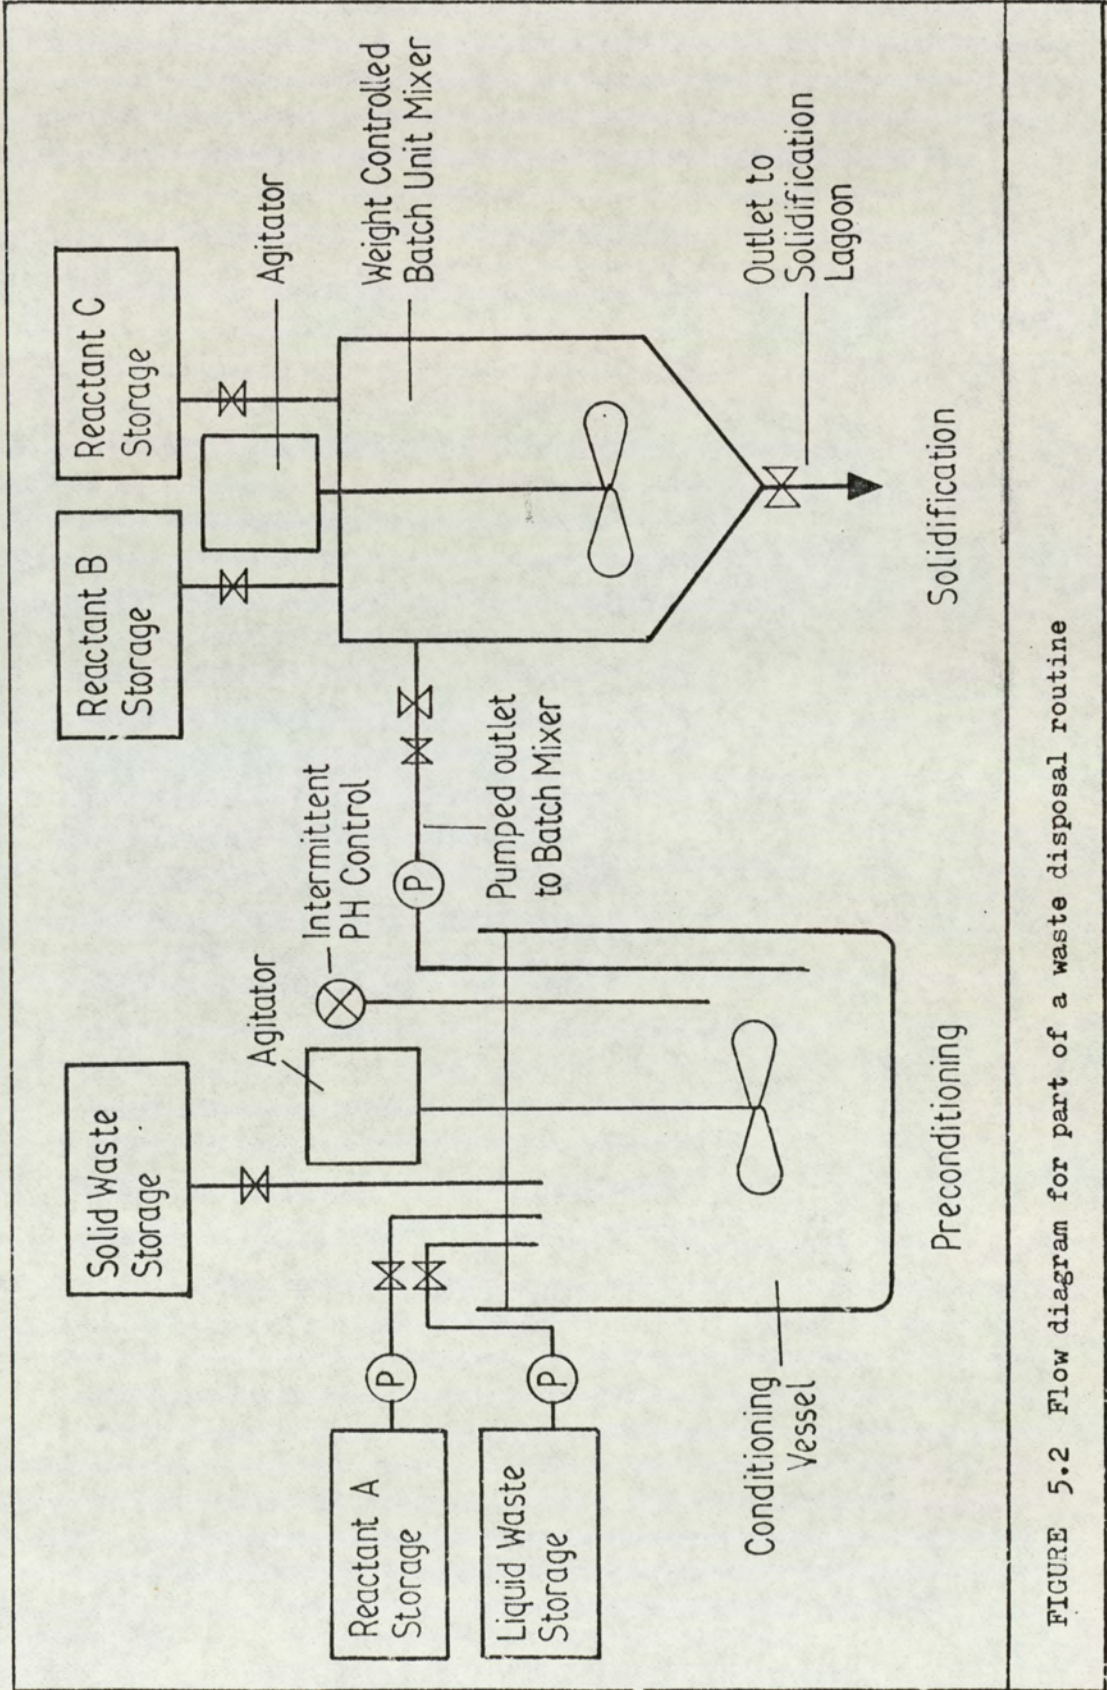 Reactant A
Storage
Liquid Waste
Storage
Solid Waste
Storage
Agitator
Intermittent
PH Control
P
P
P
Conditioning
Vessel
Preconditioning
Pumped outlet
to Batch Mixer
Reactant B
Storage
Reactant C
Storage
Agitator
Weight Controlled
Batch Unit Mixer
Outlet to
Solidification
Lagoon
Solidification
FIGURE 5.2 Flow diagram for part of a waste disposal routine